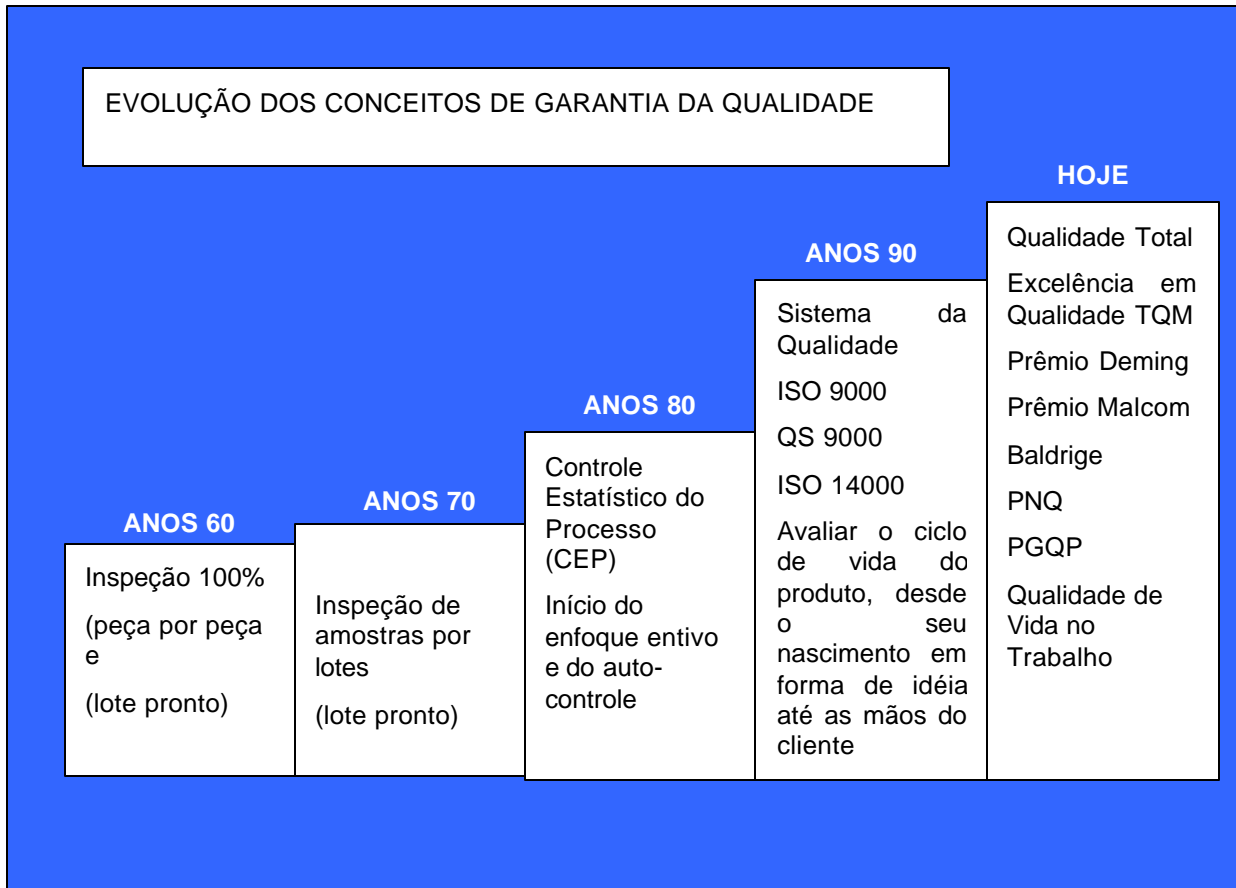 EVOLUÇÃO DOS CONCEITOS DE GARANTIA DA QUALIDADE
ANOS 60
Inspeção 100%
(peça por peça
e
(lote pronto)
ANOS 70
Inspeção de
amostras por
lotes
(lote pronto)
ANOS 80
Controle
Estatístico do
Processo
(CEP)
Início do
enfoque entivo
e do auto-
controle
ANOS 90
Sistema da
Qualidade
ISO 9000
QS 9000
ISO 14000
Avaliar o ciclo
de vida do
produto, desde
o seu
nascimento em
forma de idéia
até as mãos do
cliente
HOJE
Qualidade Total
Excelência em
Qualidade TQM
Prêmio Deming
Prêmio Malcom
Baldrige
PNQ
PGQP
Qualidade de
Vida no
Trabalho